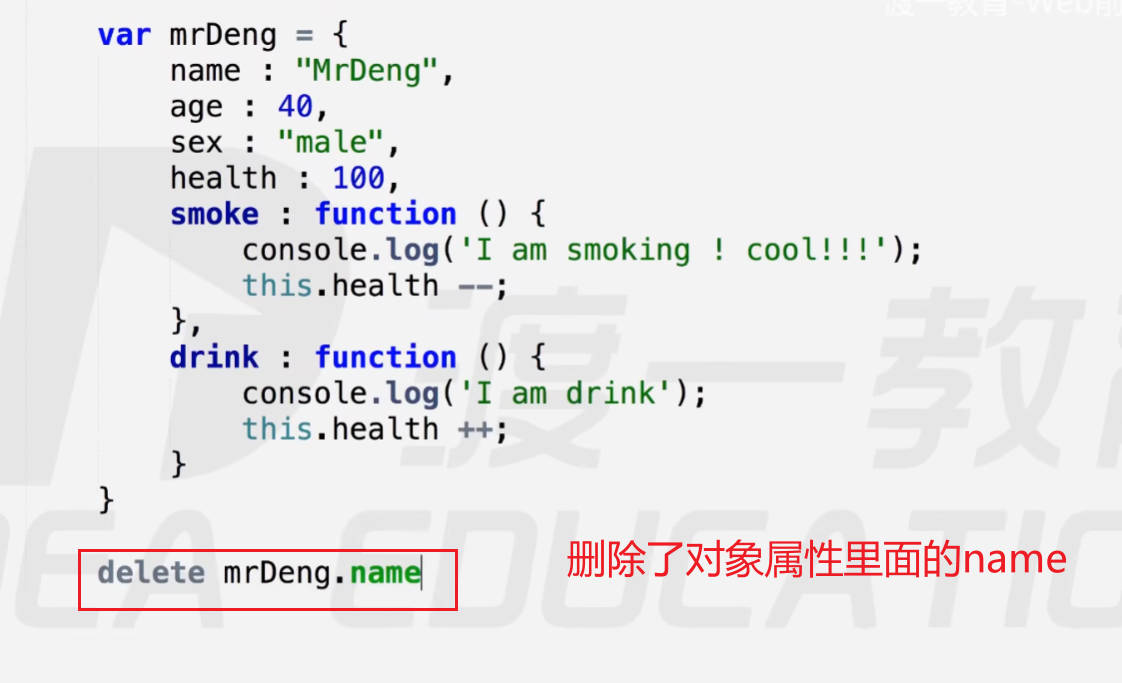 渡一教育-Web前
var mrDeng = {
name : "MrDeng",
age : 40,
sex : "male",
health : 100,
smoke : function () {
console.log('I am smoking ! cool!!!');
this.health --;
},
drink : function () {
console.log('I am drink');
this.health ++;
}
}
渡一教育
EDUCATION
delete mrDeng.name
删除了对象属性里面的name